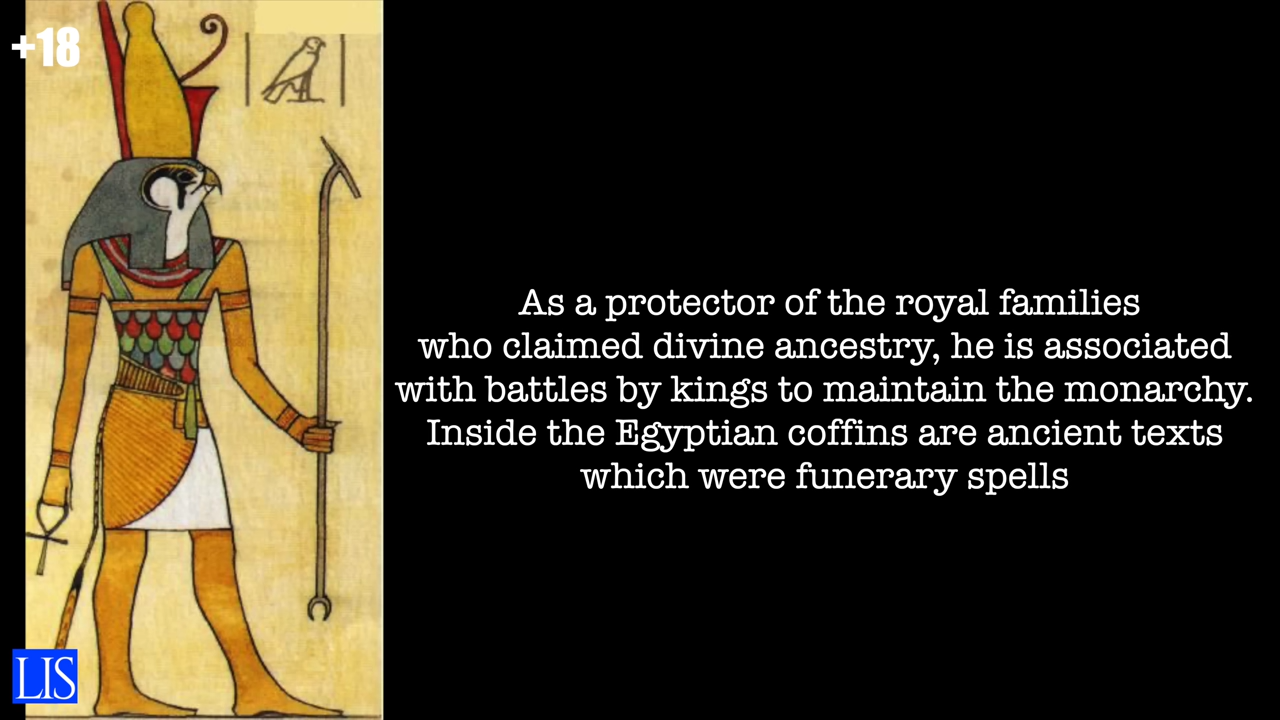 +18
As a protector of the royal families
who claimed divine ancestry, he is associated
with battles by kings to maintain the monarchy.
Inside the Egyptian coffins are ancient texts
which were funerary spells
LIS